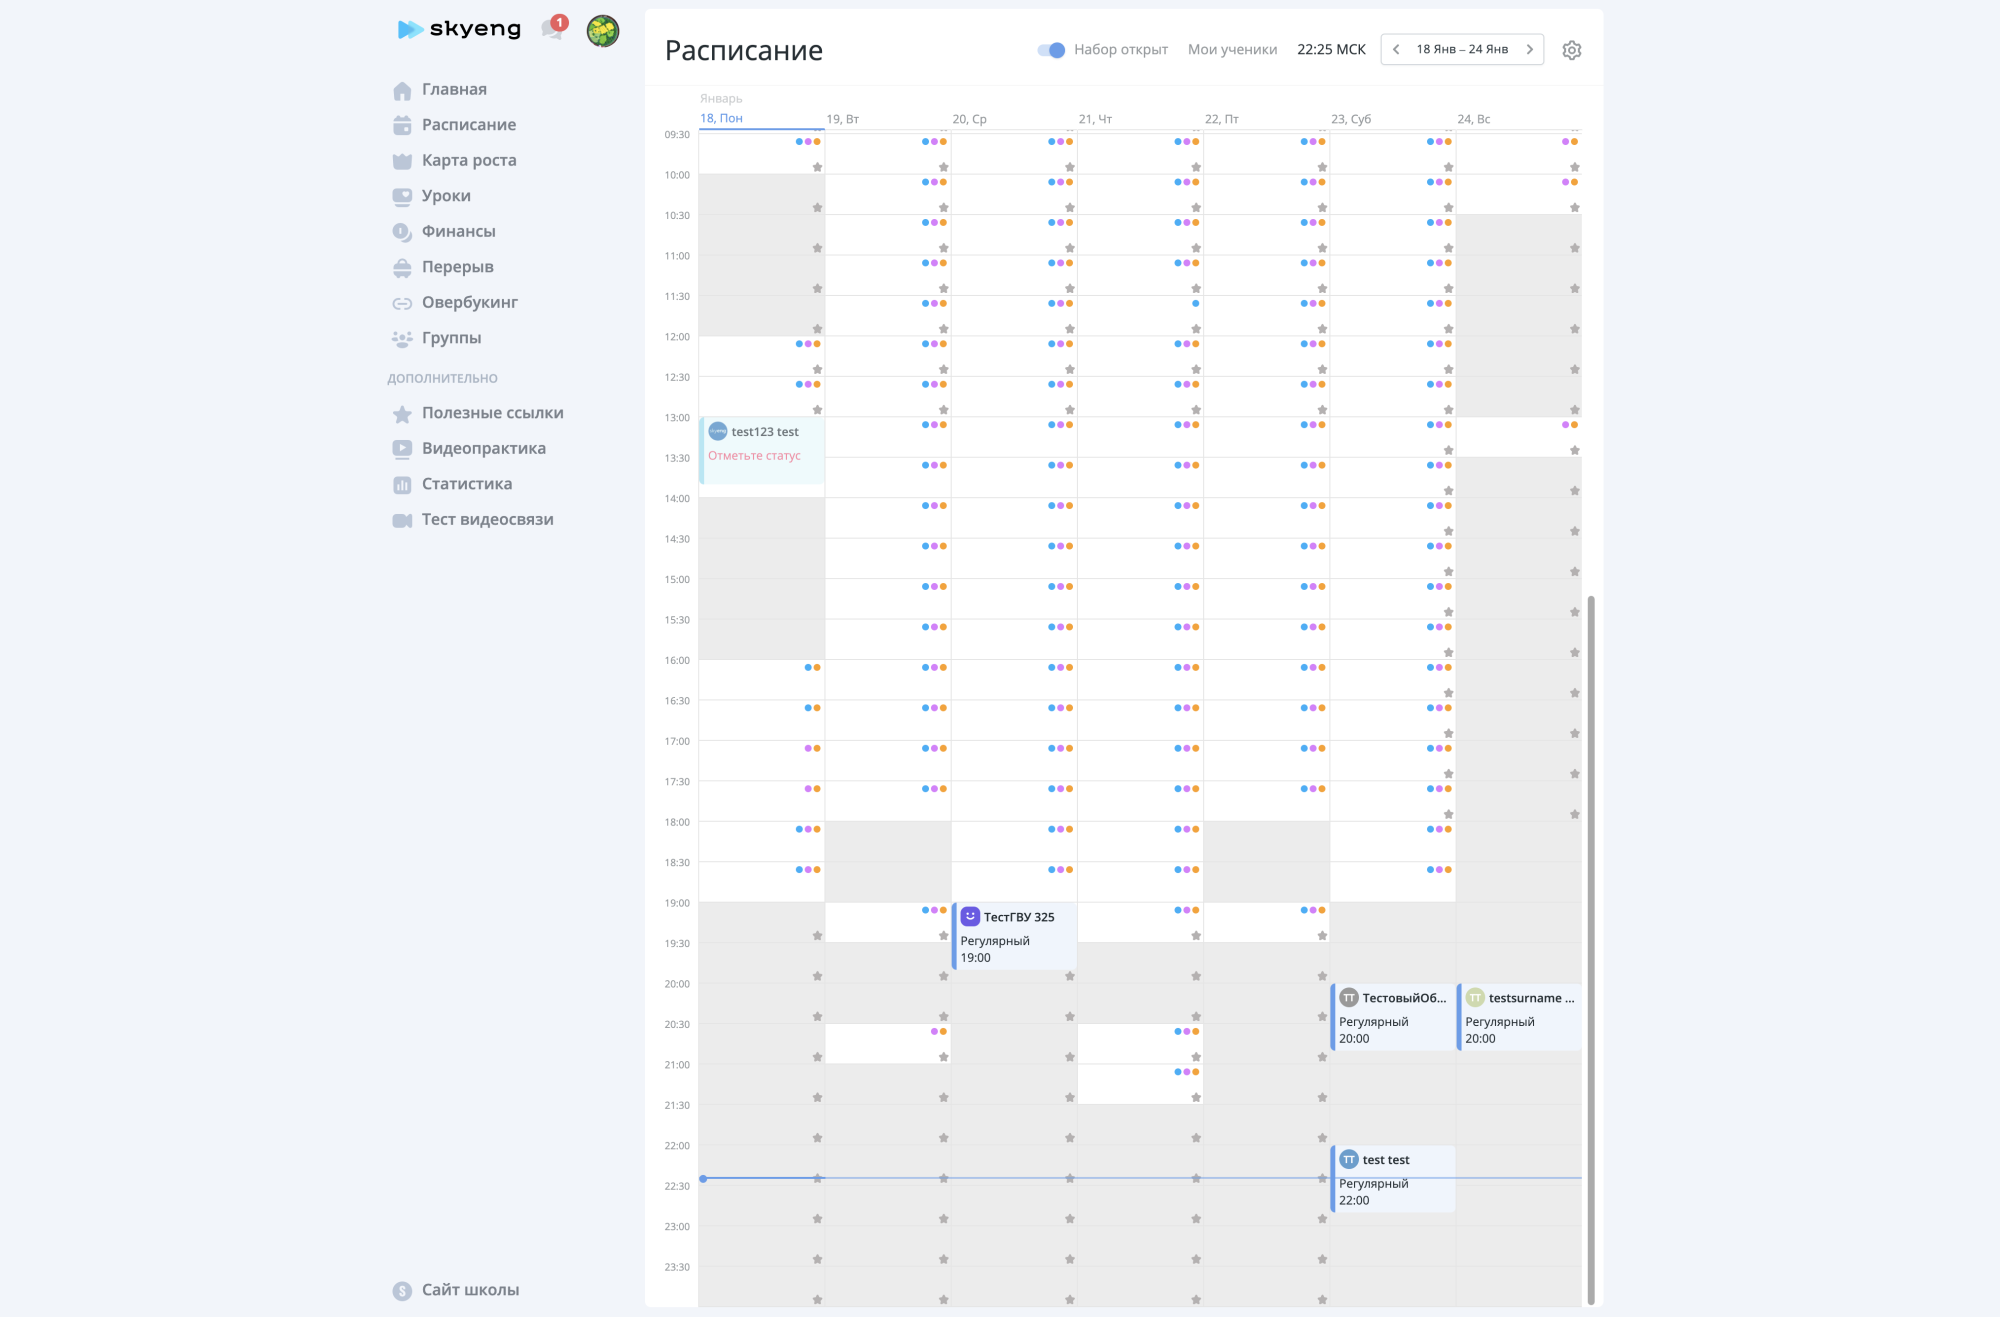 skyeng
1
Главная
Расписание
Карта роста
Уроки
Финансы
Перерыв
Овербукинг
Группы
ДОПОЛНИТЕЛЬНО
Полезные ссылки
Видеопрактика
Статистика
Тест видеосвязи
Сайт школы
Расписание
Набор открыт
Мои ученики
22:25 МСК
18 Янв – 24 Янв
Январь
18, Пон
19, Вт
20, Ср
21, Чт
22, Пт
23, Суб
24, Вс
09:30
10:00
10:30
11:00
11:30
12:00
12:30
13:00
test123 test
Отметьте статус
13:30
14:00
14:30
15:00
15:30
16:00
16:30
17:00
17:30
18:00
18:30
19:00
ТестГВУ 325
Регулярный
19:00
19:30
20:00
TT ТестовыйОб...
Регулярный
20:00
TT testsurname ...
Регулярный
20:00
20:30
21:00
21:30
22:00
TT test test
Регулярный
22:00
22:30
23:00
23:30